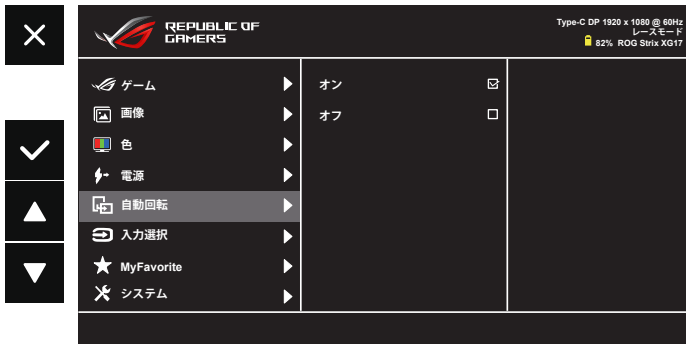 REPUBLIC OF
GAMERS
Type-C DP 1920 x 1080 @ 60Hz
レースモード
82% ROG Strix XG17
ゲーム
オン
画像
オフ
色
電源
自動回転
入力選択
MyFavorite
システム